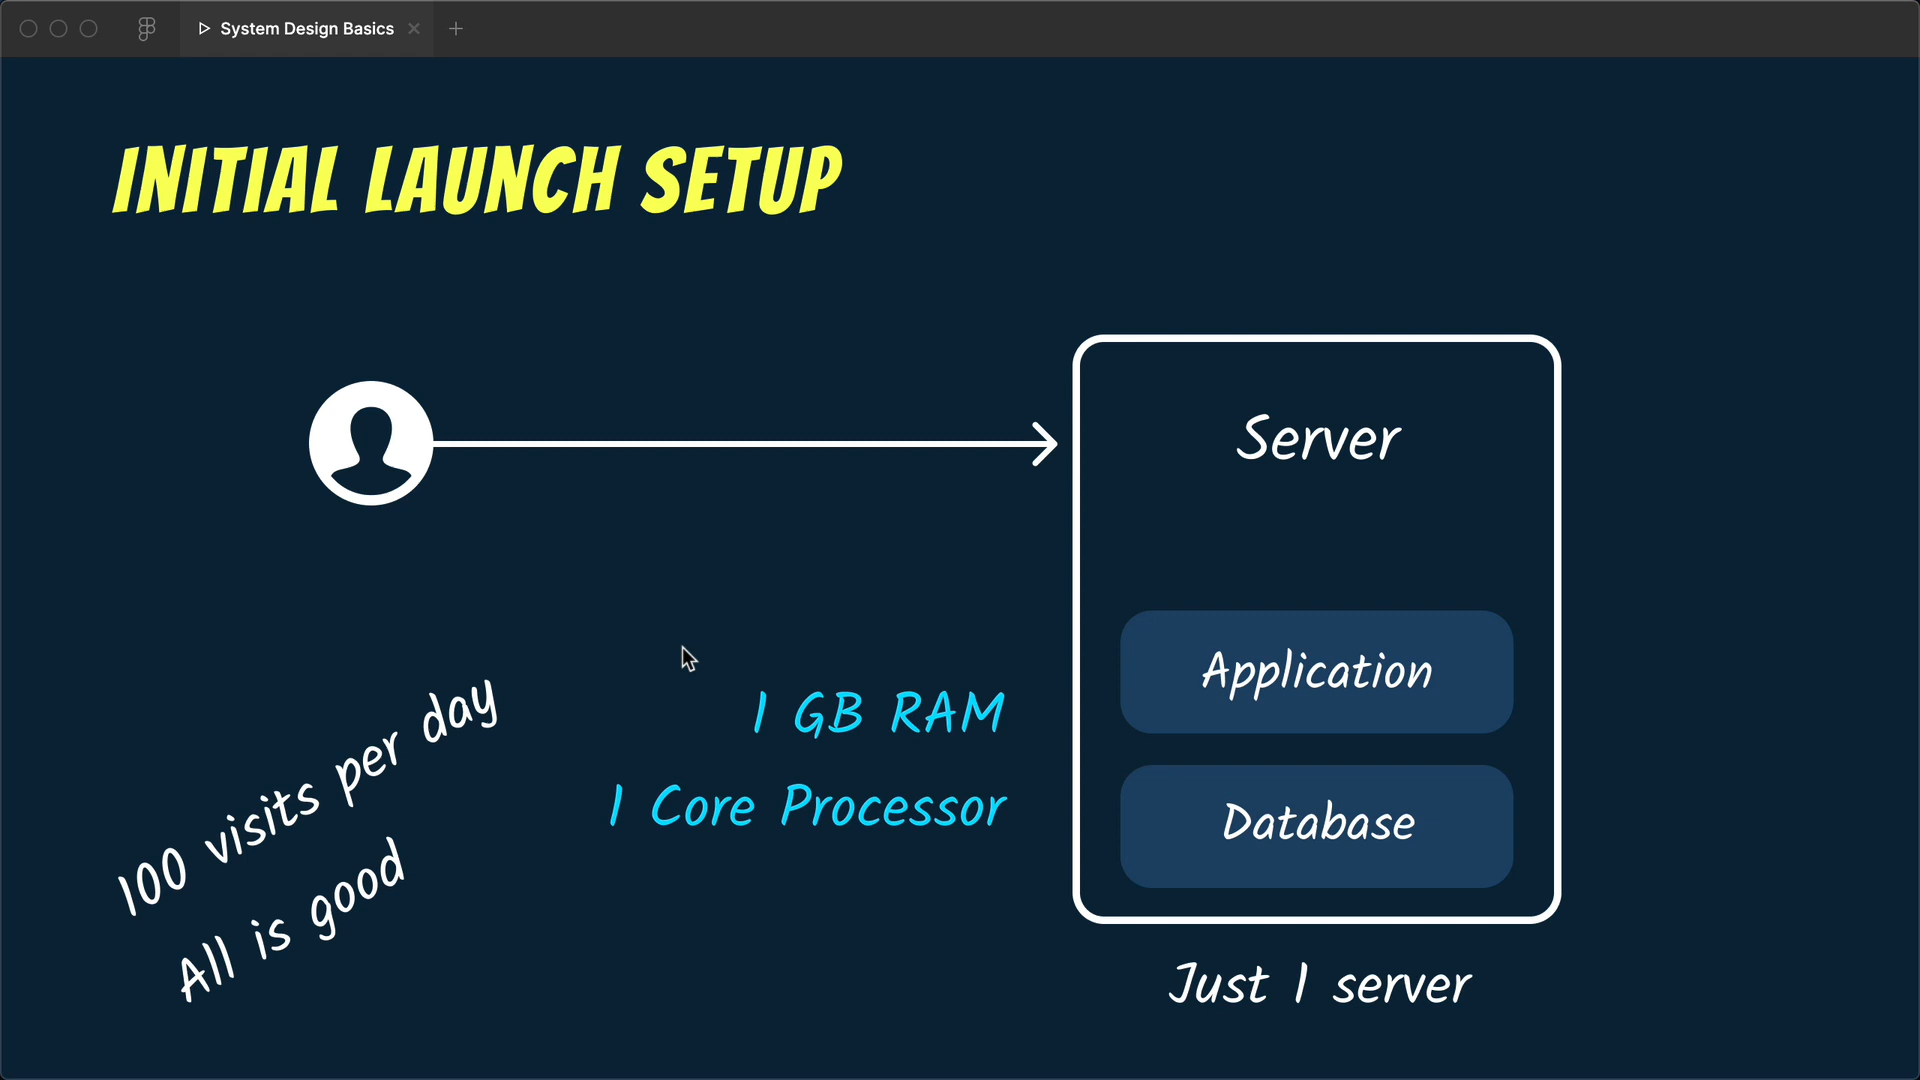 System Design Basics
INITIAL LAUNCH SETUP
Server
Application
Database
1 GB RAM
1 Core Processor
100 visits per day
All is good
Just 1 server